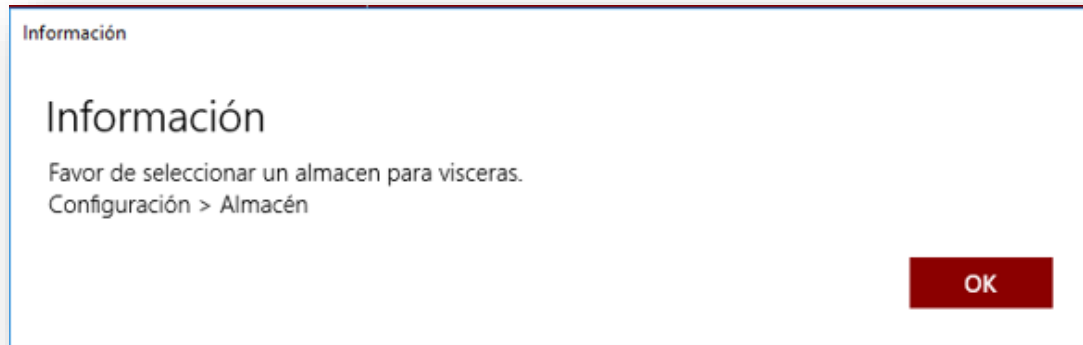 Información
Información
Favor de seleccionar un almacen para visceras.
Configuración > Almacén
OK